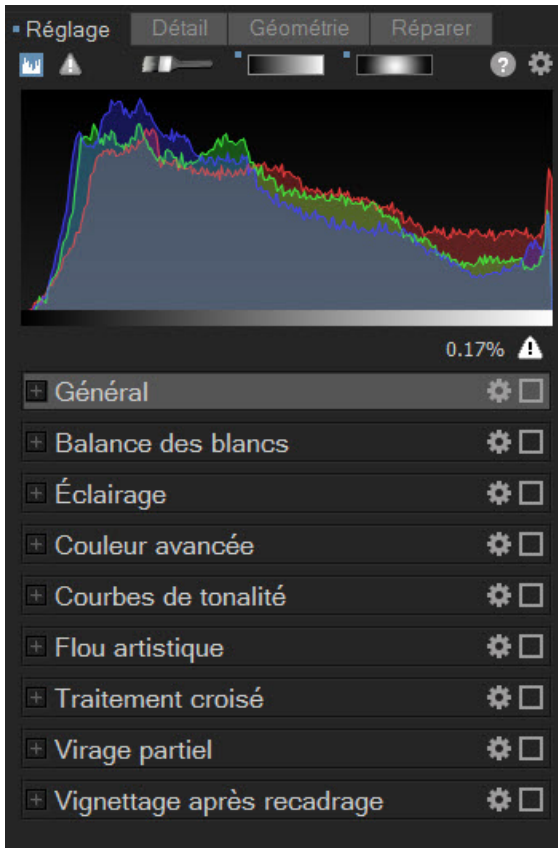 Réglage Détail Géométrie Réparer
0.17%
Général
Balance des blancs
Éclairage
Couleur avancée
Courbes de tonalité
Flou artistique
Traitement croisé
Virage partiel
Vignettage après recadrage